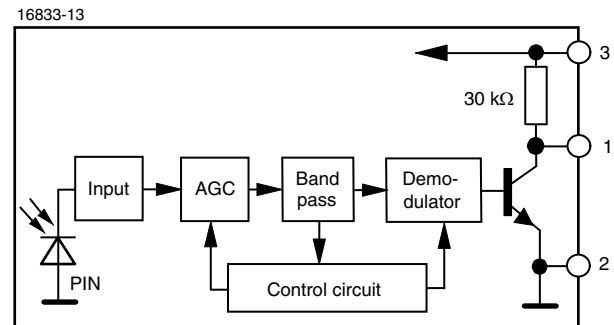 16833-13
3
30 kΩ
1
Input
AGC
Band
pass
Demo-
dulator
PIN
Control circuit
2